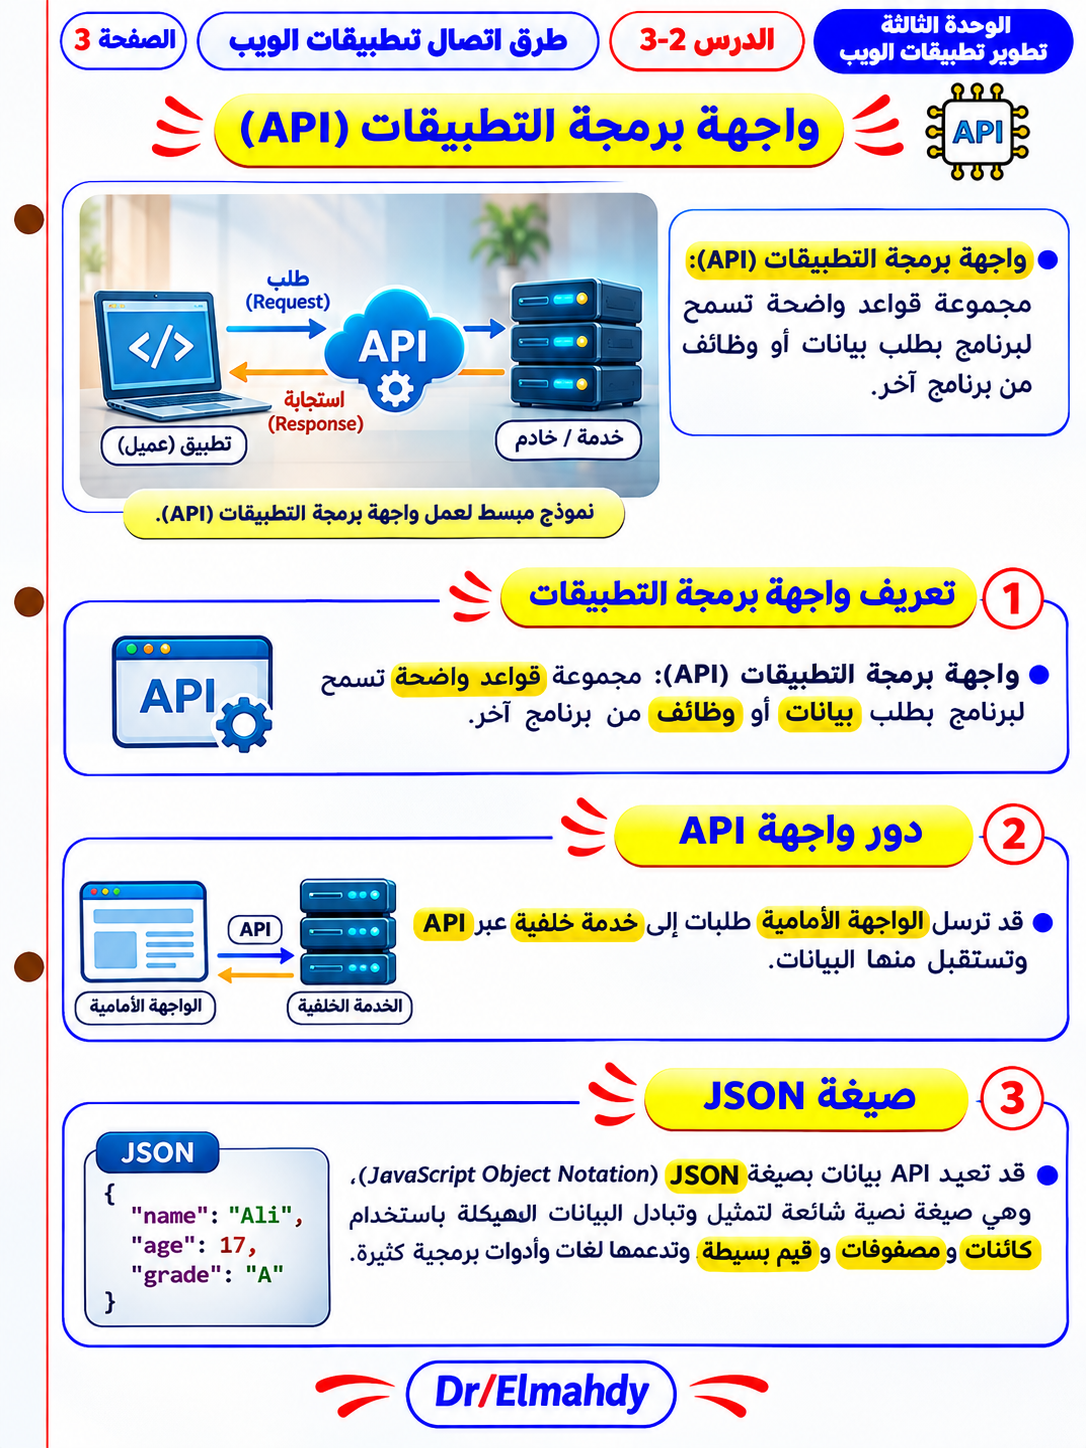 الوحدة الثالثة
تطوير تطبيقات الويب
الدرس 2-3
طرق اتصال تطبيقات الويب
الصفحة 3
واجهة برمجة التطبيقات (API)
API
واجهة برمجة التطبيقات (API):
مجموعة قواعد واضحة تسمح
لبرنامج بطلب بيانات أو وظائف
من برنامج آخر.
طلب
(Request)
API
استجابة
(Response)
خدمة / خادم
تطبيق (عميل)
نموذج مبسط لعمل واجهة برمجة التطبيقات (API).
1
تعريف واجهة برمجة التطبيقات
واجهة برمجة التطبيقات (API): مجموعة قواعد واضحة تسمح
لبرنامج بطلب بيانات أو وظائف من برنامج آخر.
API
2
دور واجهة API
قد ترسل الواجهة الأمامية طلبات إلى خدمة خلفية عبر API
وتستقبل منها البيانات.
API
الخدمة الخلفية
الواجهة الأمامية
3
صيغة JSON
قد تعيد API بيانات بصيغة JSON (JavaScript Object Notation)،
وهي صيغة نصية شائعة لتمثيل وتبادل البيانات المهيكلة باستخدام
كائنات و مصفوفات و قيم بسيطة. وتدعمها لغات وأدوات برمجية كثيرة.
JSON
{
"name": "Ali",
"age": 17,
"grade": "A"
}
Dr/Elmahdy